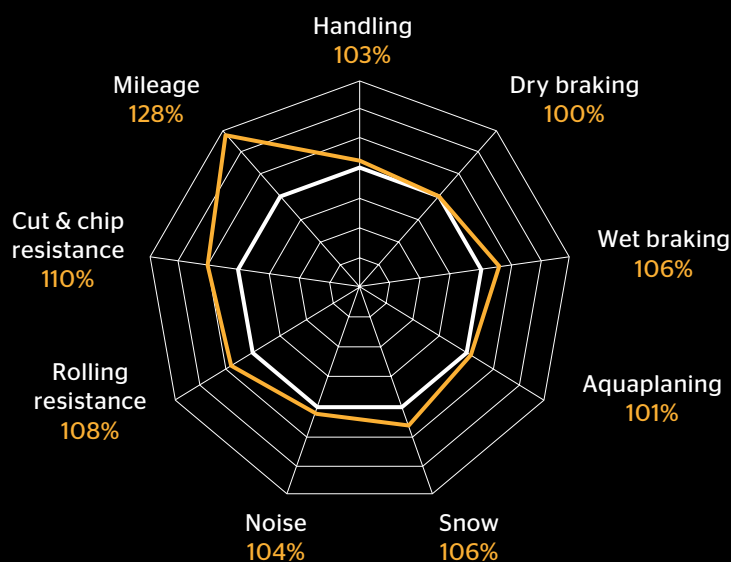 Handling
103%
Dry braking
100%
Wet braking
106%
Aquaplaning
101%
Snow
106%
Noise
104%
Rolling
resistance
108%
Cut & chip
resistance
110%
Mileage
128%